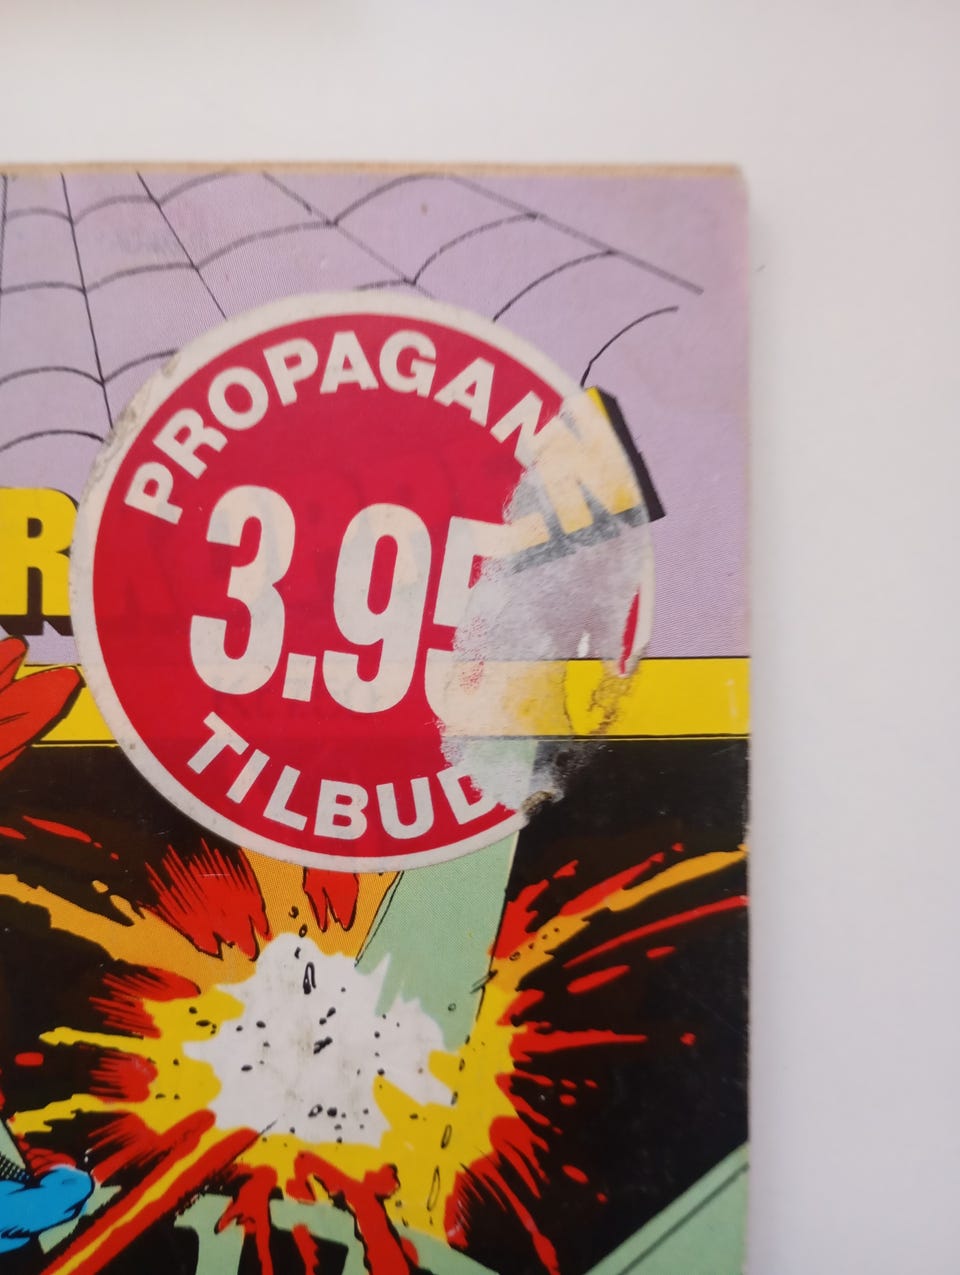 PROPAGAN
R
3.95
TILBUD